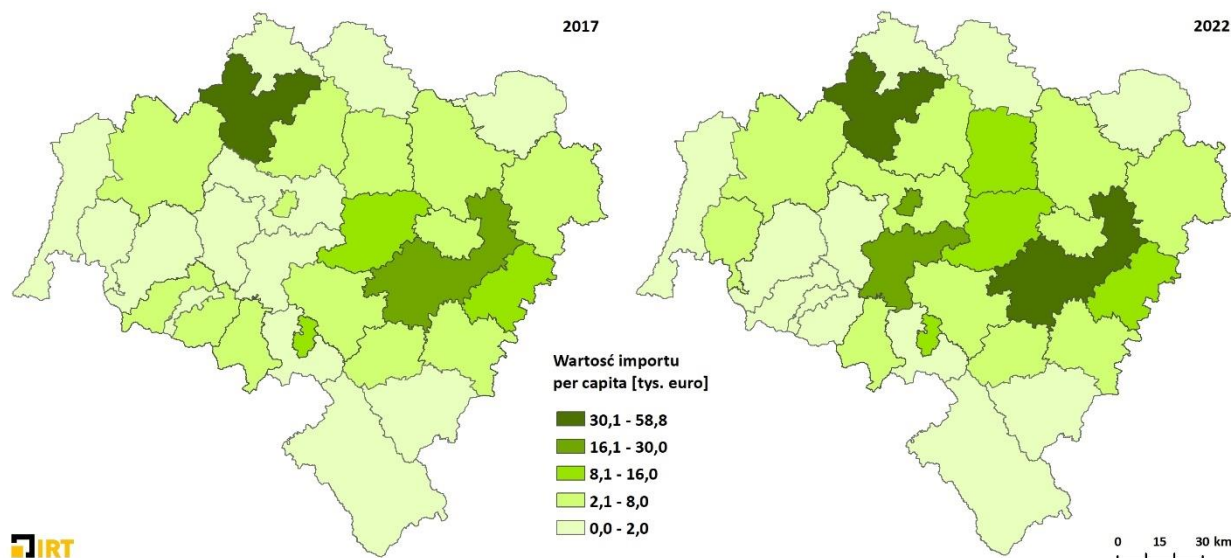 2017
2022
Wartość importu
per capita [tys. euro]
30,1 - 58,8
16,1 - 30,0
8,1 - 16,0
2,1 - 8,0
0,0 - 2,0
IRT
0 15 30 km